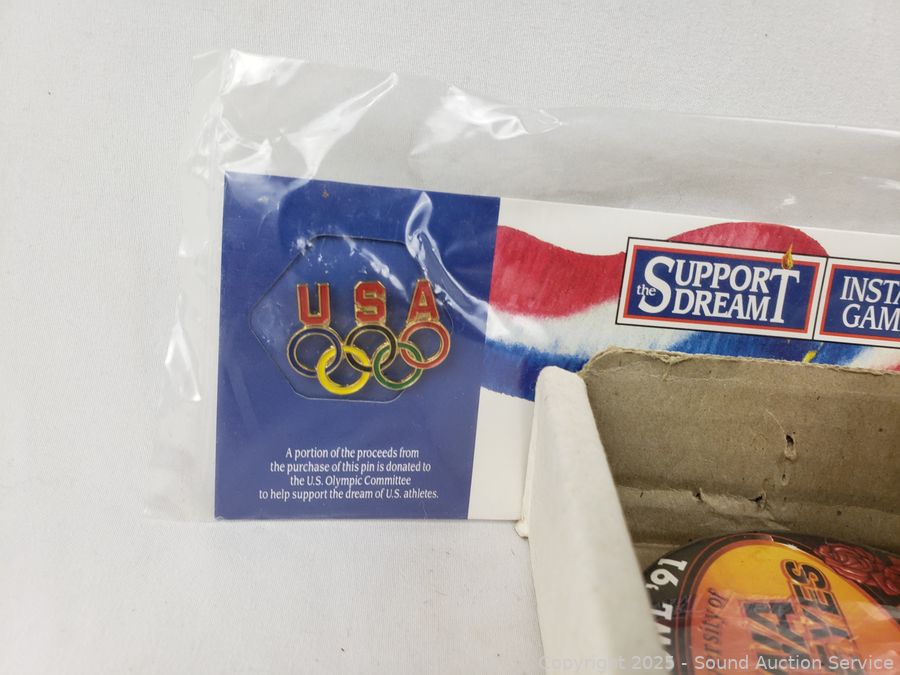 USA
A portion of the proceeds from
the purchase of this pin is donated to
the U.S. Olympic Committee
to help support the dream of U.S. athletes.
SUPPORT
the DREAM
INSTA
GAM
'91
Copyright 2025 - Sound Auction Service